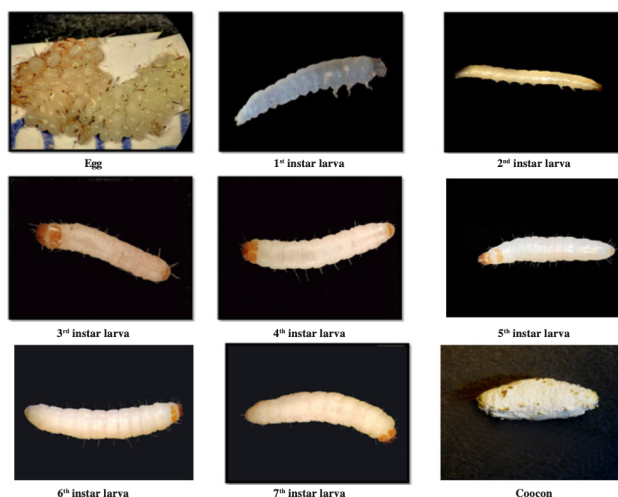 Egg
1st instar larva
2nd instar larva
3rd instar larva
4th instar larva
5th instar larva
6th instar larva
7th instar larva
Coocon